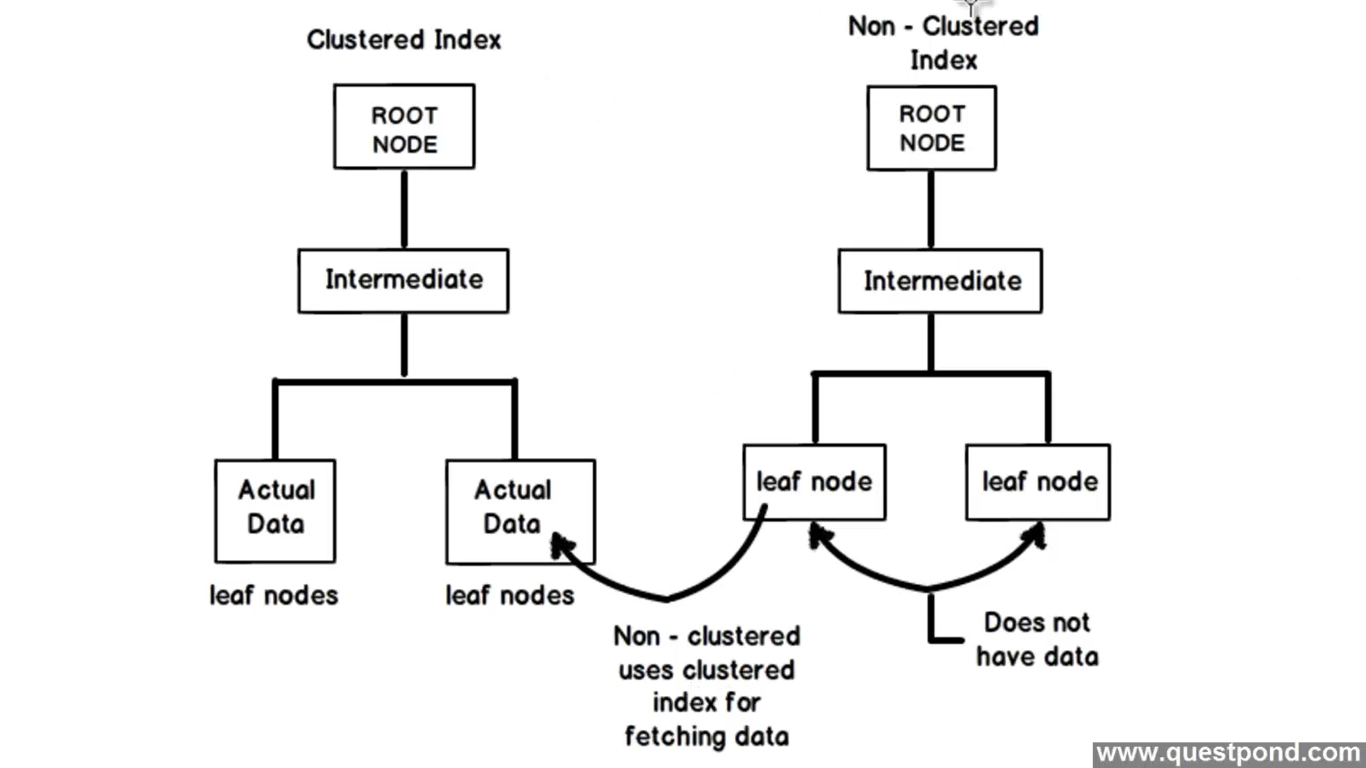 Clustered Index
ROOT
NODE
Intermediate
Actual
Data
leaf nodes
Actual
Data
leaf nodes
Non - Clustered
Index
ROOT
NODE
Intermediate
leaf node
leaf node
Non - clustered
uses clustered
index for
fetching data
Does not
have data
www.questpond.com